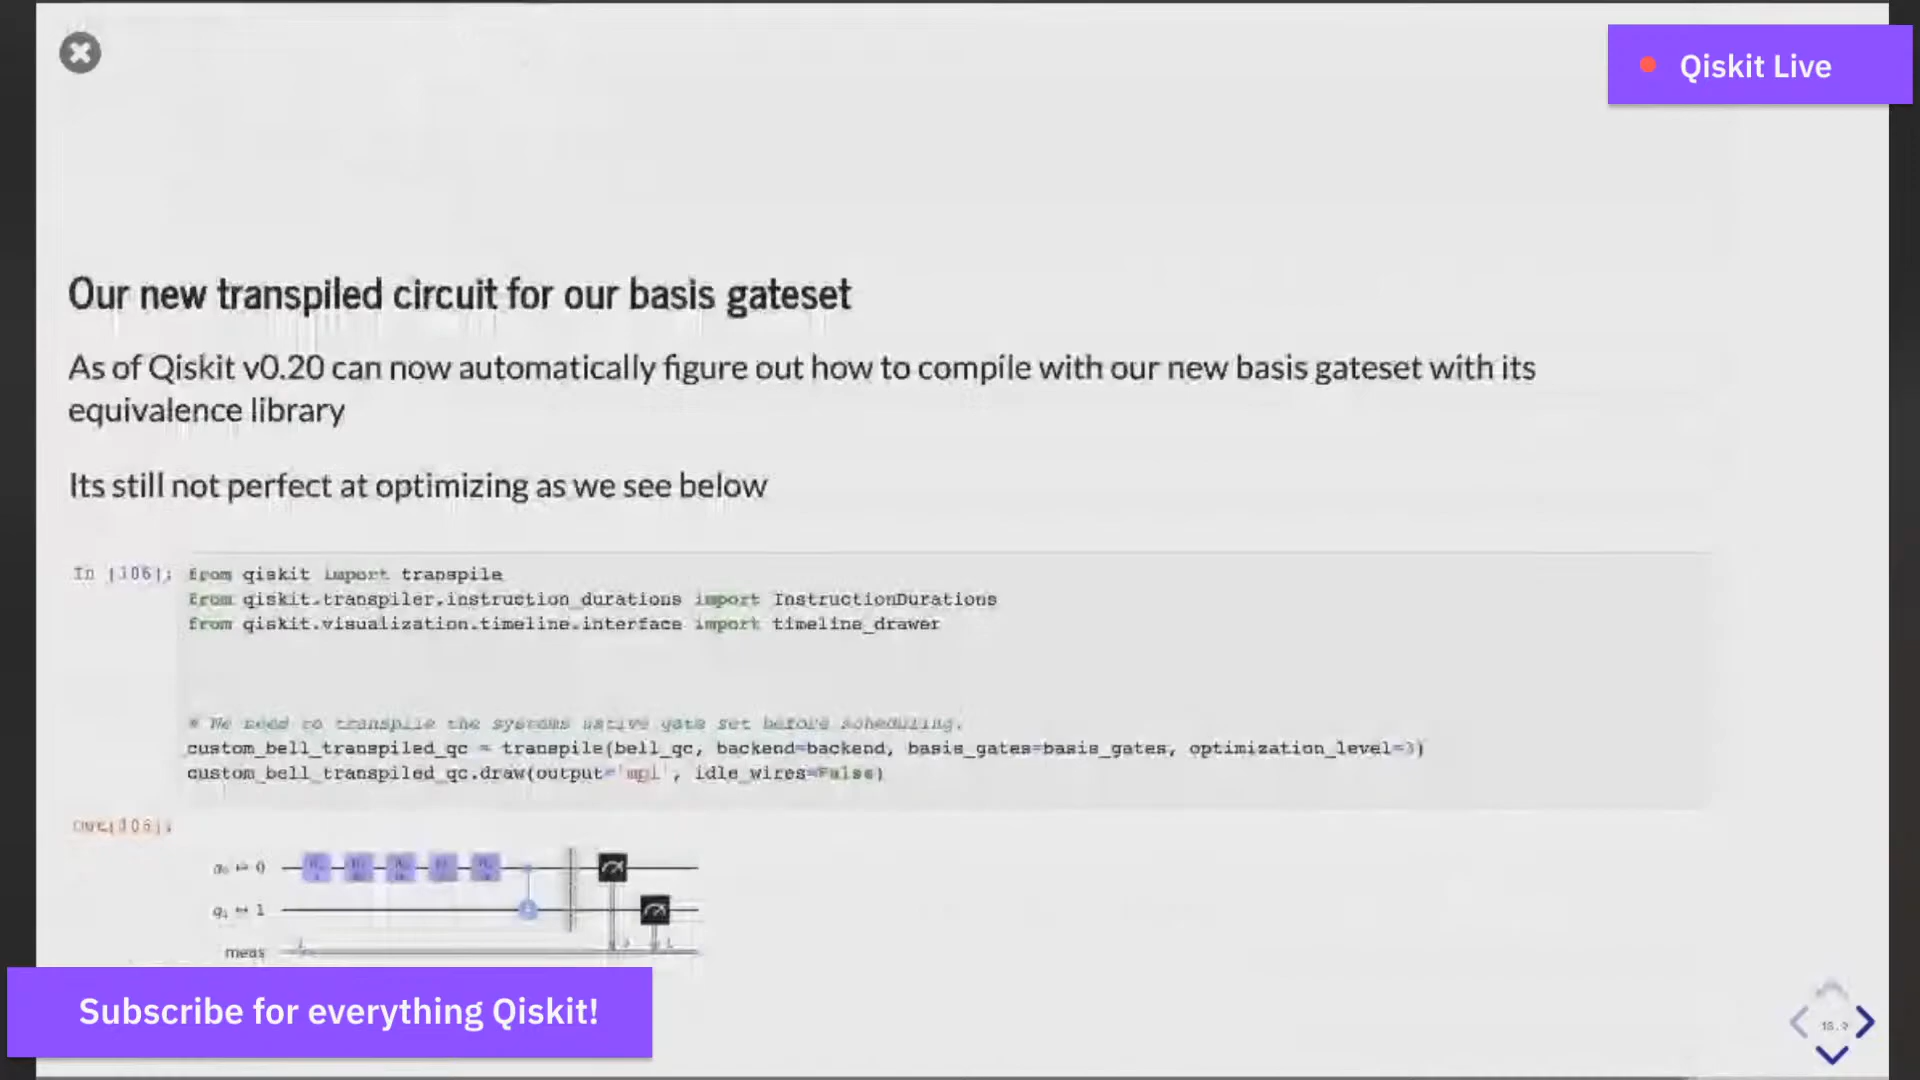 Qiskit Live
Our new transpiled circuit for our basis gateset
As of Qiskit v0.20 can now automatically figure out how to compile with our new basis gateset with its
equivalence library
Its still not perfect at optimizing as we see below
In [106]: from qiskit import transpile
from qiskit.transpiler.instruction_durations import InstructionDurations
from qiskit.visualization.timeline.interface import timeline_drawer
# We need to transpile the systems native gate set before scheduling.
custom_bell_transpiled_qc = transpile(bell_qc, backend=backend, basis_gates=basis_gates, optimization_level=3)
custom_bell_transpiled_qc.draw(output='mpl', idle_wires=False)
Out[106]:
q₀ ↦ 0
q₁ ↦ 1
meas
Subscribe for everything Qiskit!